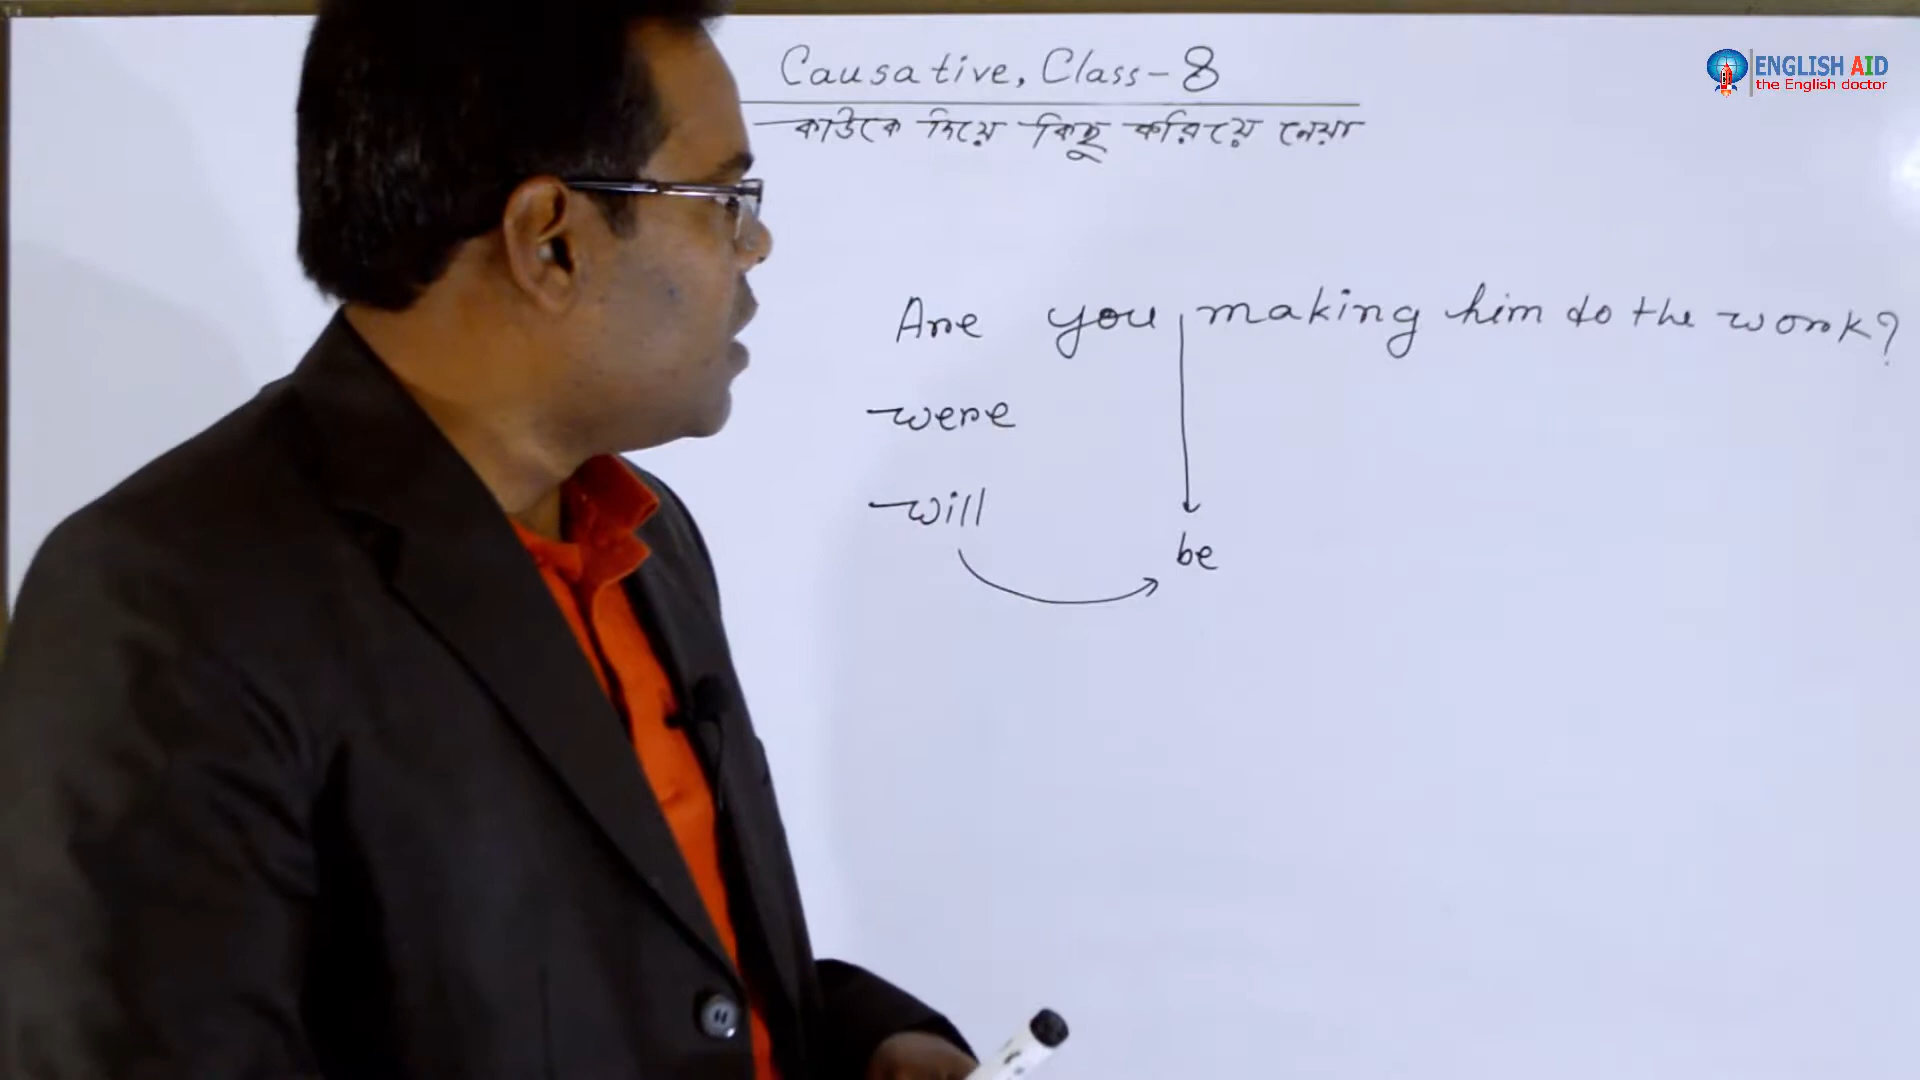 Causative, Class-8
কাউকে দিয়ে কিছু করিয়ে নেয়া
ENGLISH AID
the English doctor
Are you making him do the work?
were
will
be